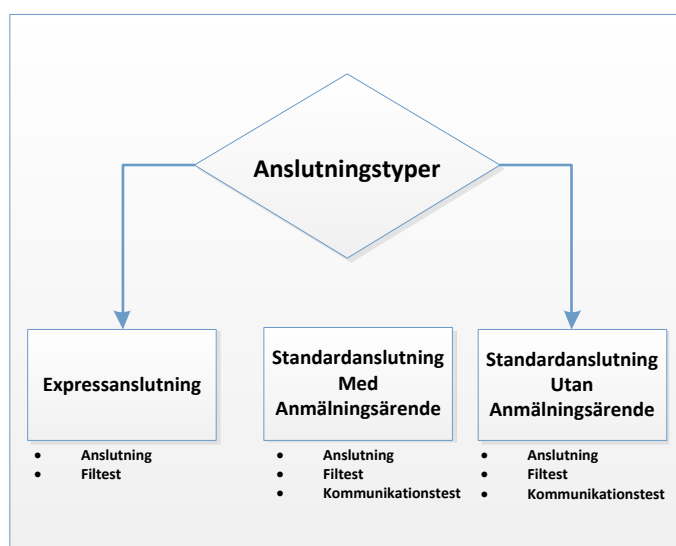 Anslutningstyper
Expressanslutning
• Anslutning
• Filtest
Standardanslutning
Med
Anmälningsärende
• Anslutning
• Filtest
• Kommunikationstest
Standardanslutning
Utan
Anmälningsärende
• Anslutning
• Filtest
• Kommunikationstest